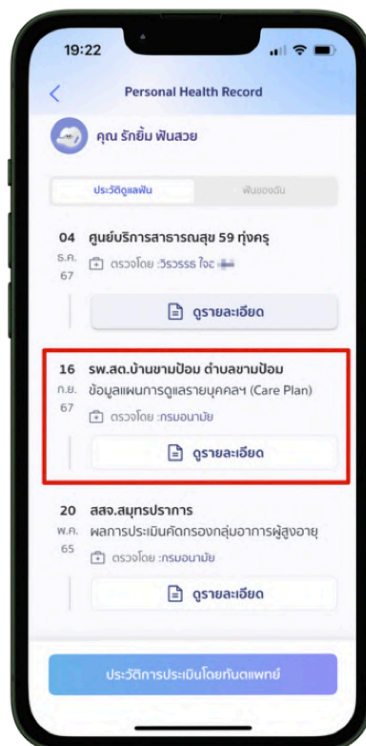 19:22
Personal Health Record
คุณ รักยิ้ม ฟันสวย
ประวัติดูแลฟัน ฟันของฉัน
04 ศูนย์บริการสาธารณสุข 59 ทุ่งครุ
ธ.ค. ตรวจโดย :วิรวรรธ
67
ดูรายละเอียด
16 รพ.สต.บ้านขามป้อม ตำบลขามป้อม
ก.ย. ข้อมูลแผนการดูแลรายบุคคลฯ (Care Plan)
67 ตรวจโดย :กรมอนามัย
ดูรายละเอียด
20 สสจ.สมุทรปราการ
พ.ค. ผลการประเมินคัดกรองกลุ่มอาการผู้สูงอายุ
65 ตรวจโดย :กรมอนามัย
ดูรายละเอียด
ประวัติการประเมินโดยทันตแพทย์